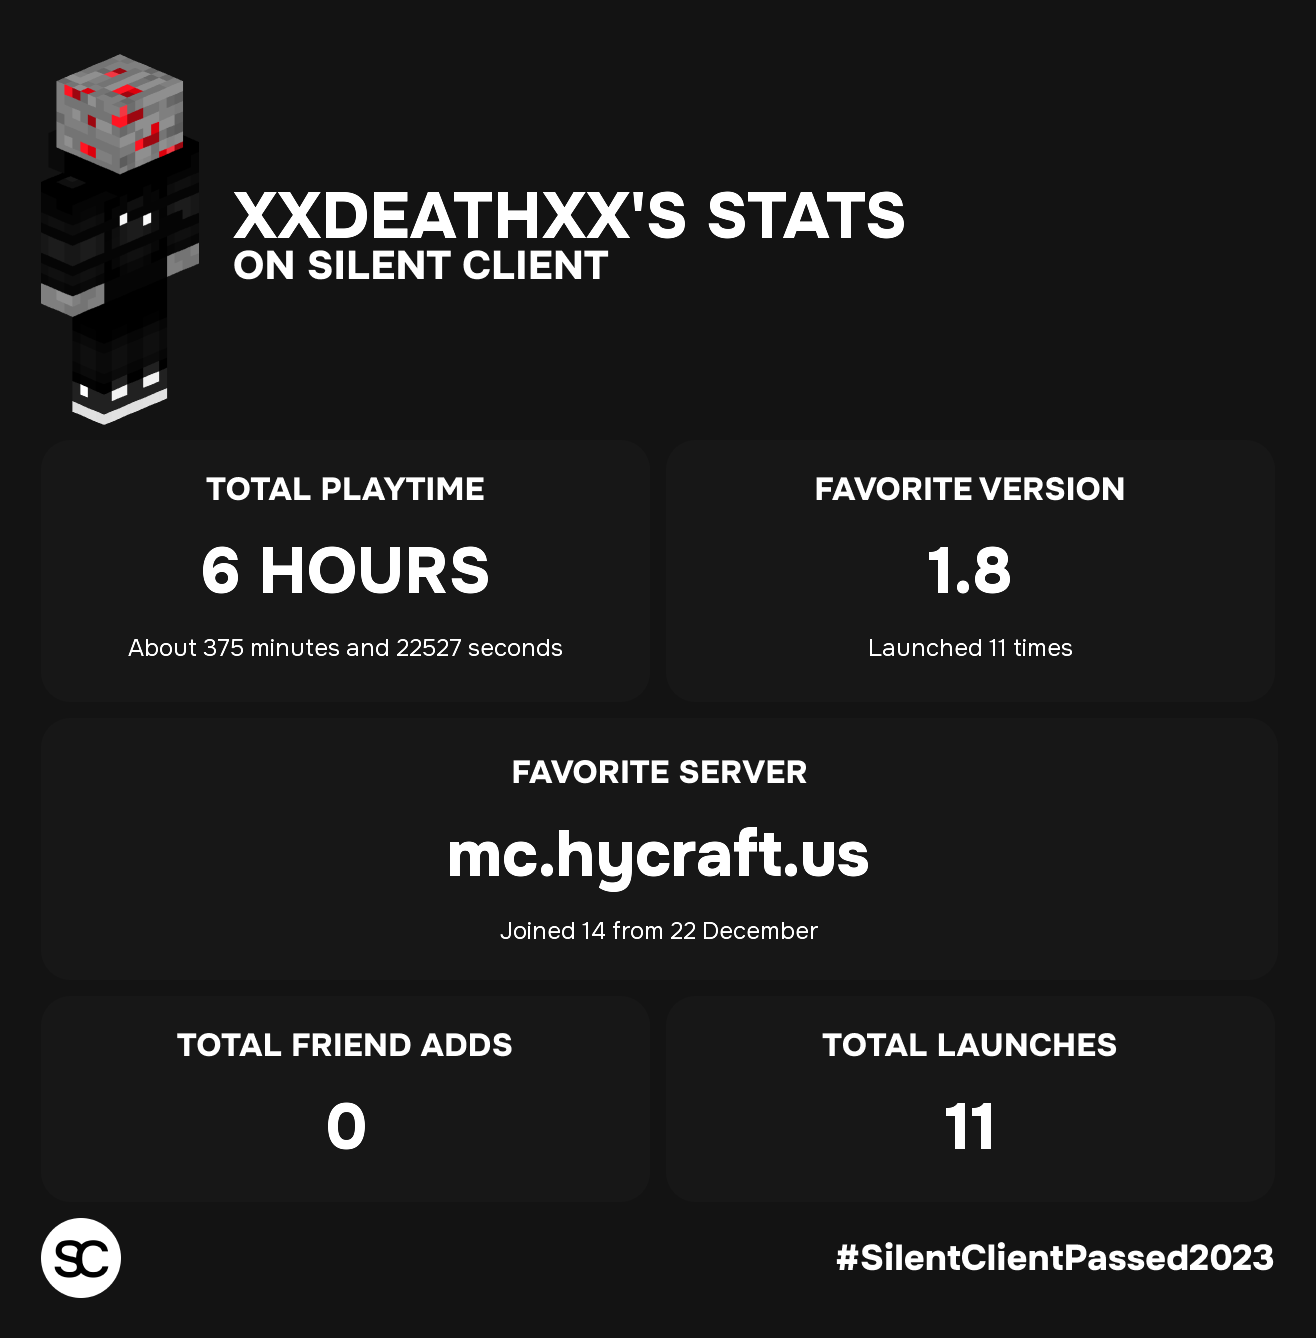 XXDEATHXX'S STATS
ON SILENT CLIENT
TOTAL PLAYTIME
6 HOURS
About 375 minutes and 22527 seconds
FAVORITE VERSION
1.8
Launched 11 times
FAVORITE SERVER
mc.hycraft.us
Joined 14 from 22 December
TOTAL FRIEND ADDS
0
TOTAL LAUNCHES
11
SC
#SilentClientPassed2023